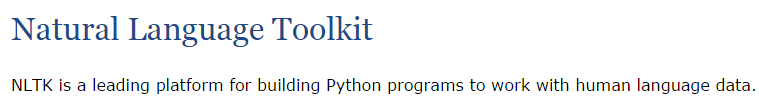 Natural Language Toolkit
NLTK is a leading platform for building Python programs to work with human language data.